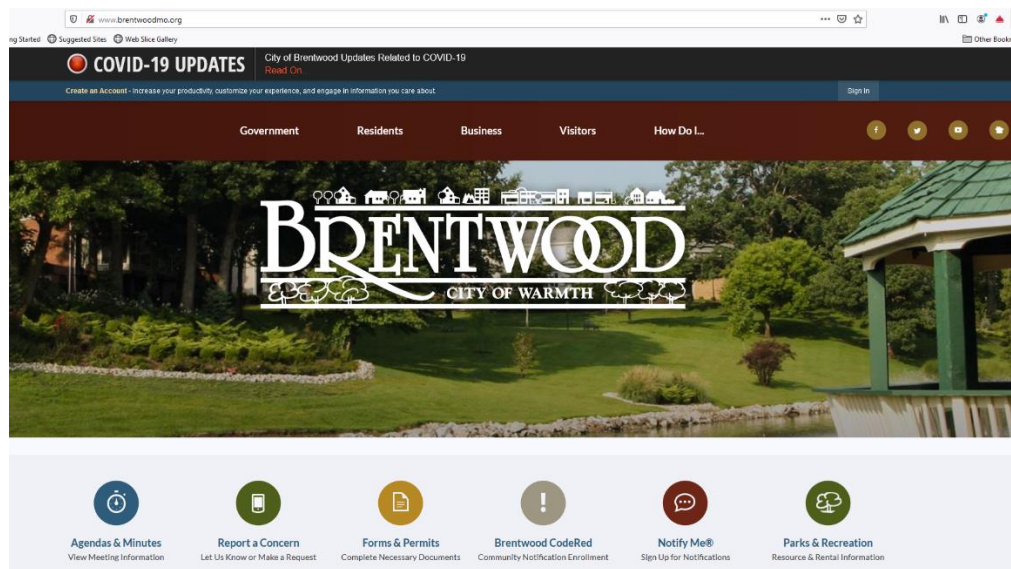 www.brentwoodmo.org
ng Started Suggested Sites Web Slice Gallery
Other Bookm
COVID-19 UPDATES
City of Brentwood Updates Related to COVID-19
Read On
Create an Account - Increase your productivity, customize your experience, and engage in information you care about.
Sign In
Government Residents Business Visitors How Do I...
BRENTWOOD
CITY OF WARMTH
Agendas & Minutes
View Meeting Information
Report a Concern
Let Us Know or Make a Request
Forms & Permits
Complete Necessary Documents
Brentwood CodeRed
Community Notification Enrollment
Notify Me®
Sign Up for Notifications
Parks & Recreation
Resource & Rental Information